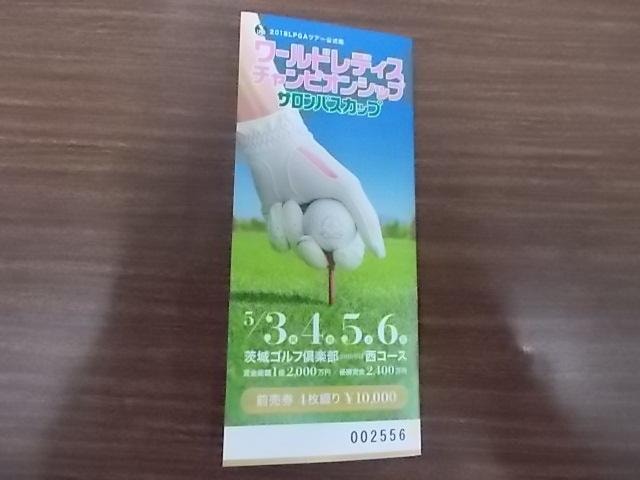 2018LPGAツアー公式戦
ワールドレディス
チャンピオンシップ
サロンパスカップ
5/3 4 5 6
茨城ゴルフ倶楽部 西コース
賞金総額1億2,000万円 優勝賞金2,400万円
前売券 4枚綴り ¥10,000
002556